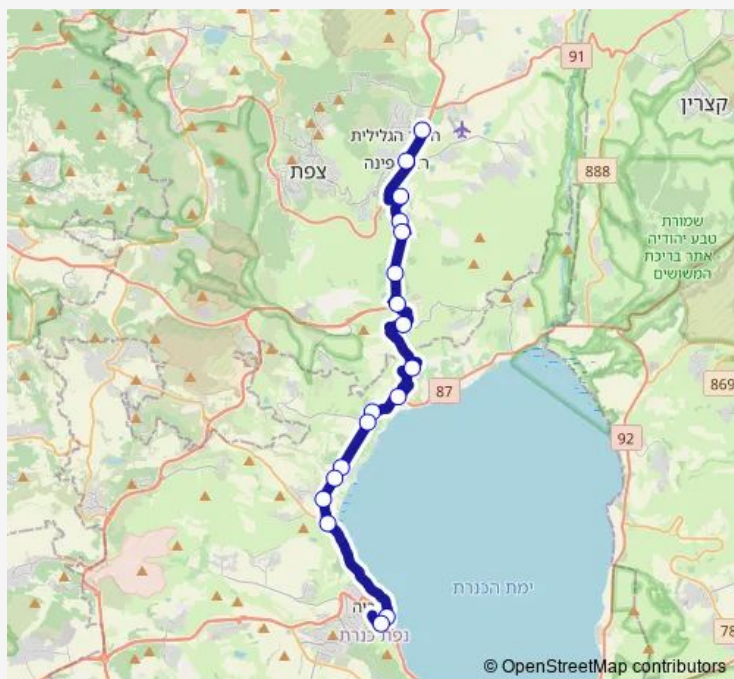 91
קצרין
הגלילית
פינה
צפת
888
שמורת
טבע יהודיה
אתר בריכת
המשושים
87
869
92
ימת הכנרת
נפת כנרת
78
© OpenStreetMap contributors